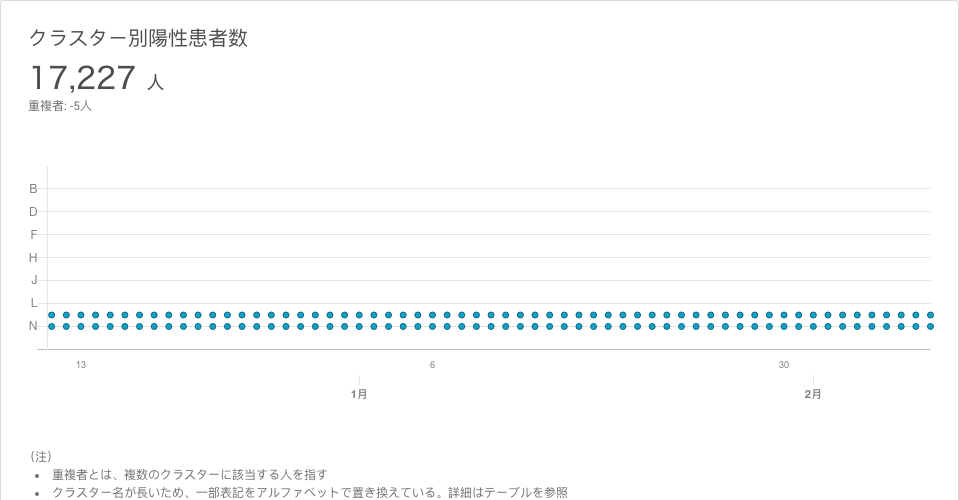 クラスター別陽性患者数
17,227 人
重複者: -5人
B
D
F
H
J
L
N
13 6 30
1月 2月
（注）
• 重複者とは、複数のクラスターに該当する人を指す
• クラスター名が長いため、一部表記をアルファベットで置き換えている。詳細はテーブルを参照